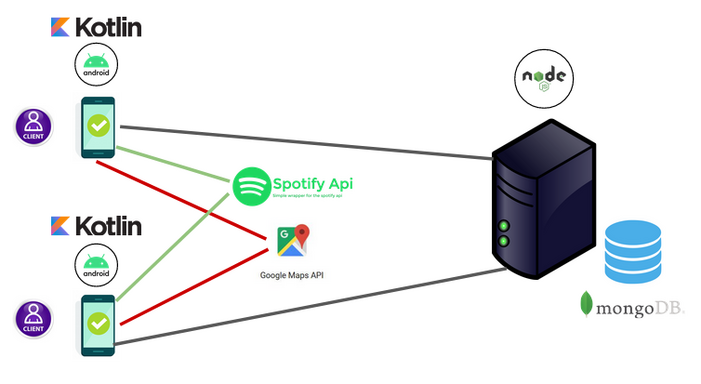 Kotlin
android
CLIENT
node
JS
Spotify Api
Simple wrapper for the spotify api
G
Google Maps API
Kotlin
android
CLIENT
mongoDB.